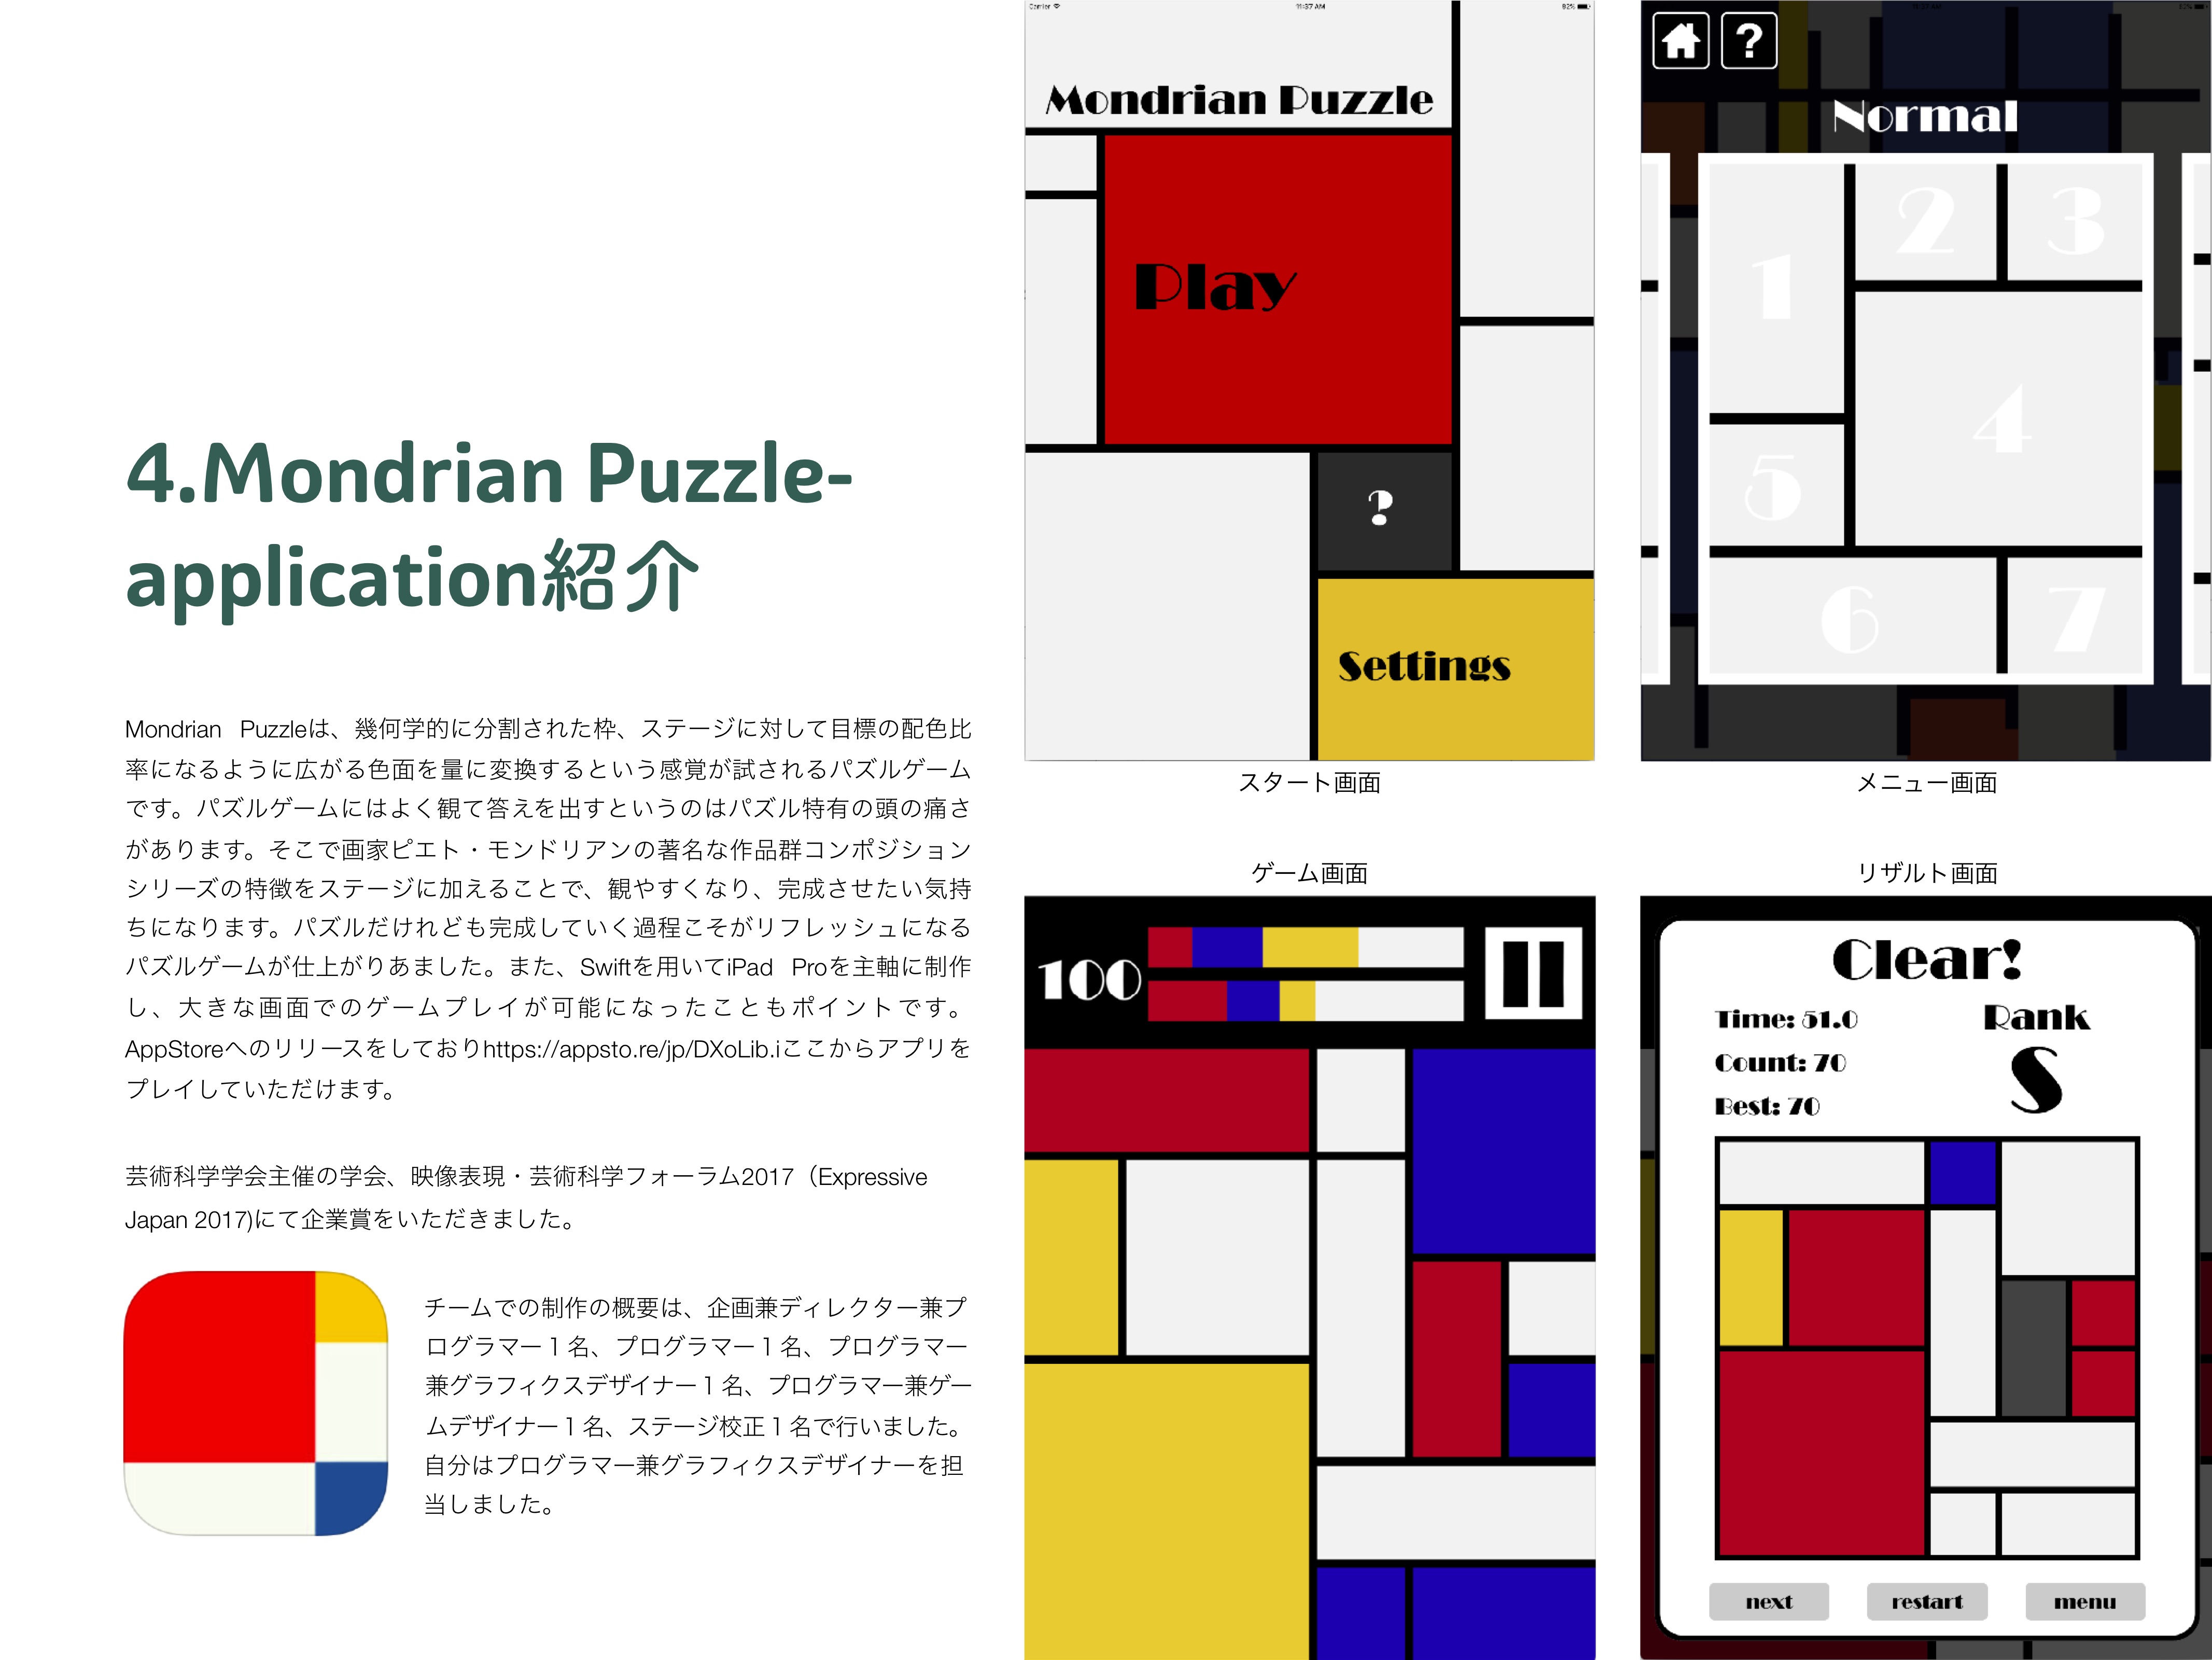 4.Mondrian Puzzle-
application紹介
Mondrian Puzzleは、幾何学的に分割された枠、ステージに対して目標の配色比
率になるように広がる色面を量に変換するという感覚が試されるパズルゲーム
です。パズルゲームにはよく観て答えを出すというのはパズル特有の頭の痛さ
があります。そこで画家ピエト・モンドリアンの著名な作品群コンポジション
シリーズの特徴をステージに加えることで、観やすくなり、完成させたい気持
ちになります。パズルだけれども完成していく過程こそがリフレッシュになる
パズルゲームが仕上がりあました。また、Swiftを用いてiPad Proを主軸に制作
し、大きな画面でのゲームプレイが可能になったこともポイントです。
AppStoreへのリリースをしておりhttps://appsto.re/jp/DXoLib.iここからアプリを
プレイしていただけます。
芸術科学学会主催の学会、映像表現・芸術科学フォーラム2017（Expressive
Japan 2017)にて企業賞をいただきました。
チームでの制作の概要は、企画兼ディレクター兼プ
ログラマー１名、プログラマー１名、プログラマー
兼グラフィクスデザイナー１名、プログラマー兼ゲー
ムデザイナー１名、ステージ校正１名で行いました。
自分はプログラマー兼グラフィクスデザイナーを担
当しました。
Carrier 11:37 AM 82%
Mondrian Puzzle
Play
?
Settings
スタート画面
?
Normal
1
2
3
4
5
6
7
メニュー画面
ゲーム画面
100
リザルト画面
Clear!
Time: 51.0
Rank
Count: 70
S
Best: 70
next
restart
menu